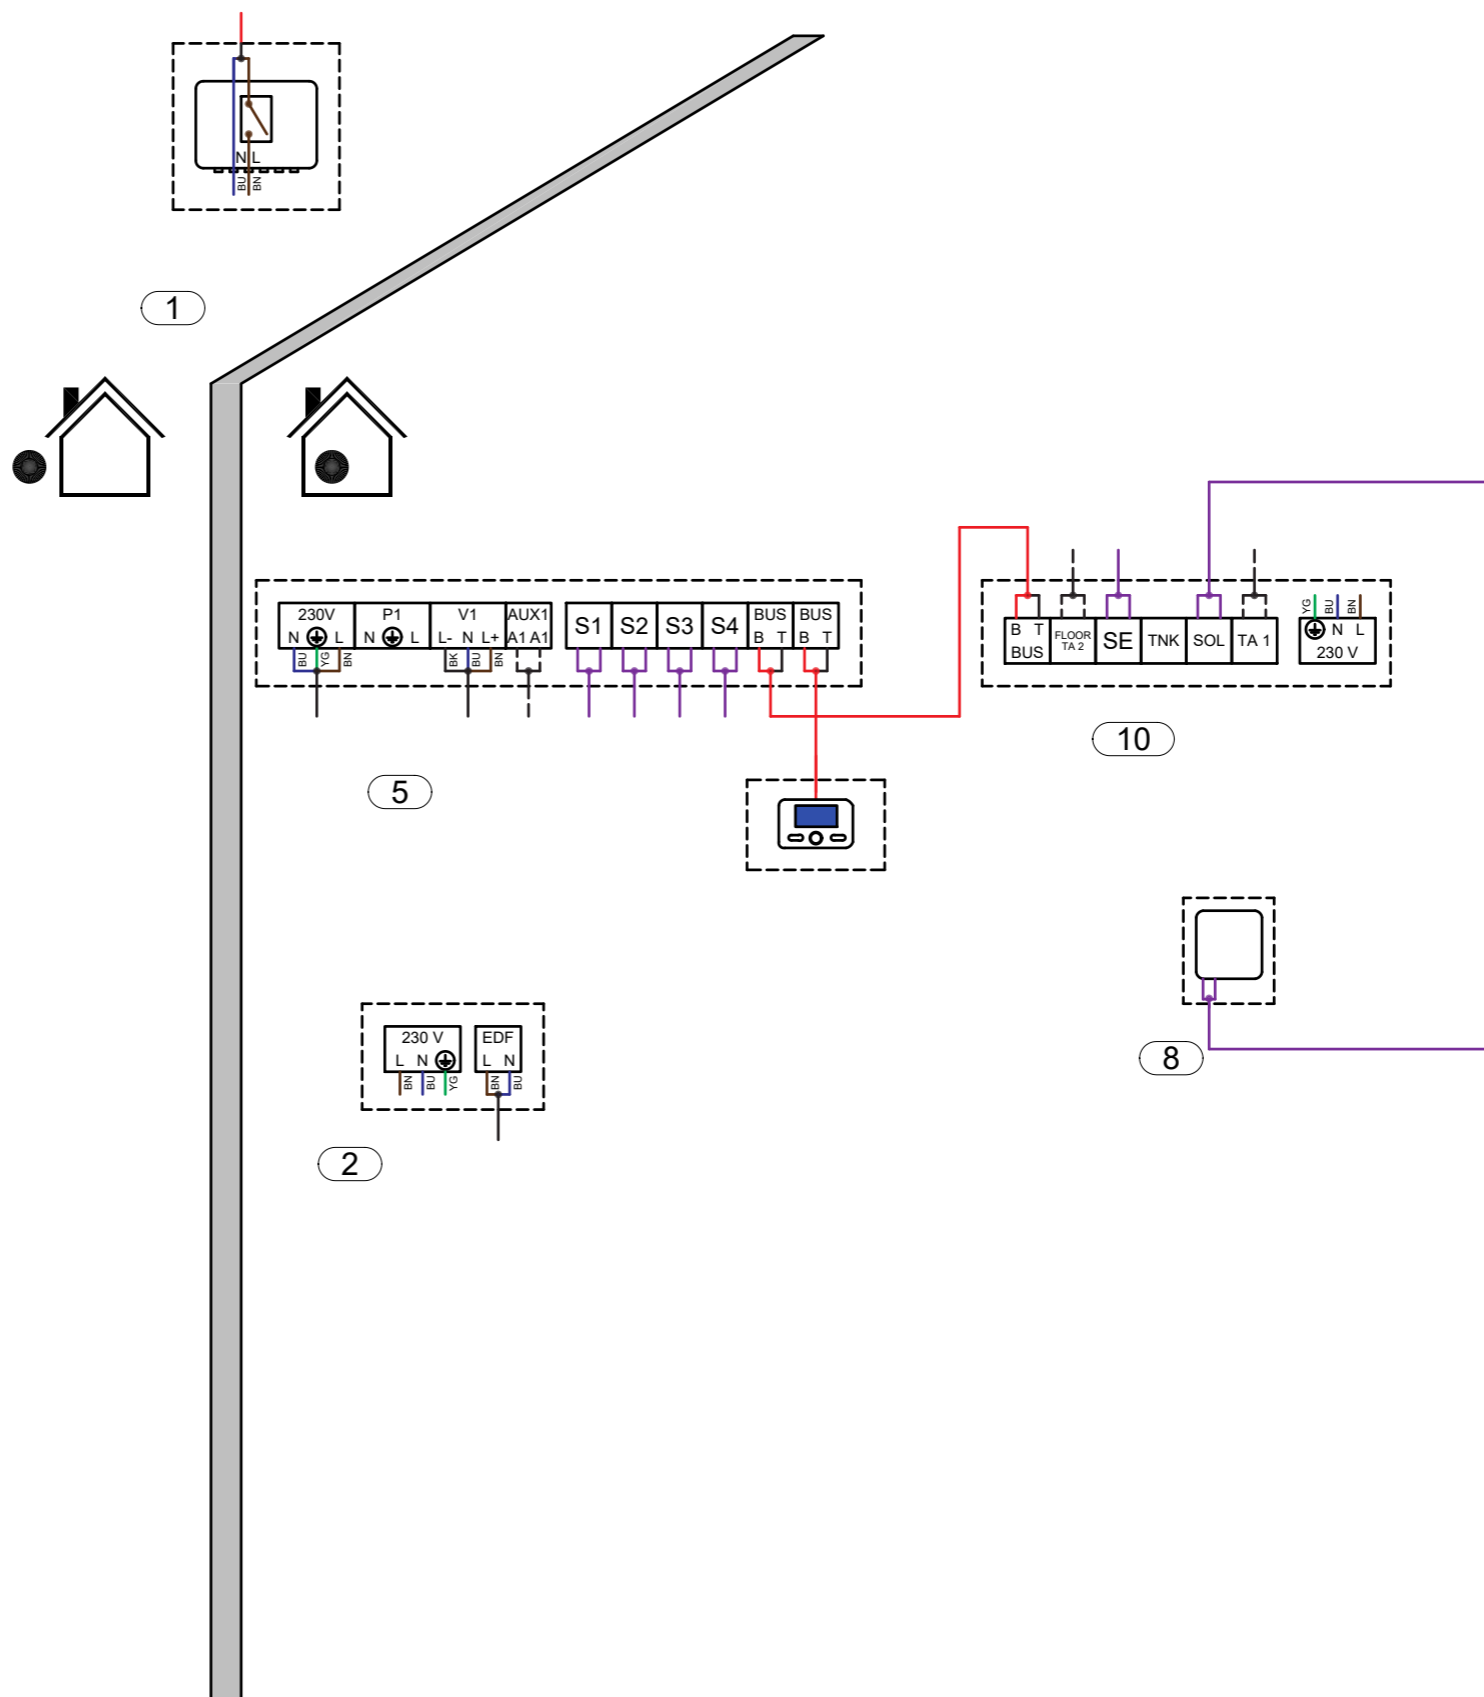 N L
BU BN
1
230V P1 V1 AUX1 S1 S2 S3 S4 BUS BUS
N L N L L- N L+ A1 A1 B T B T
BU YG BN BK BU BN
YG BU BN
B T FLOOR SE TNK SOL TA 1 N L
BUS TA 2 230 V
10
5
8
230 V EDF
L N L N
BN BU YG BN BU
2